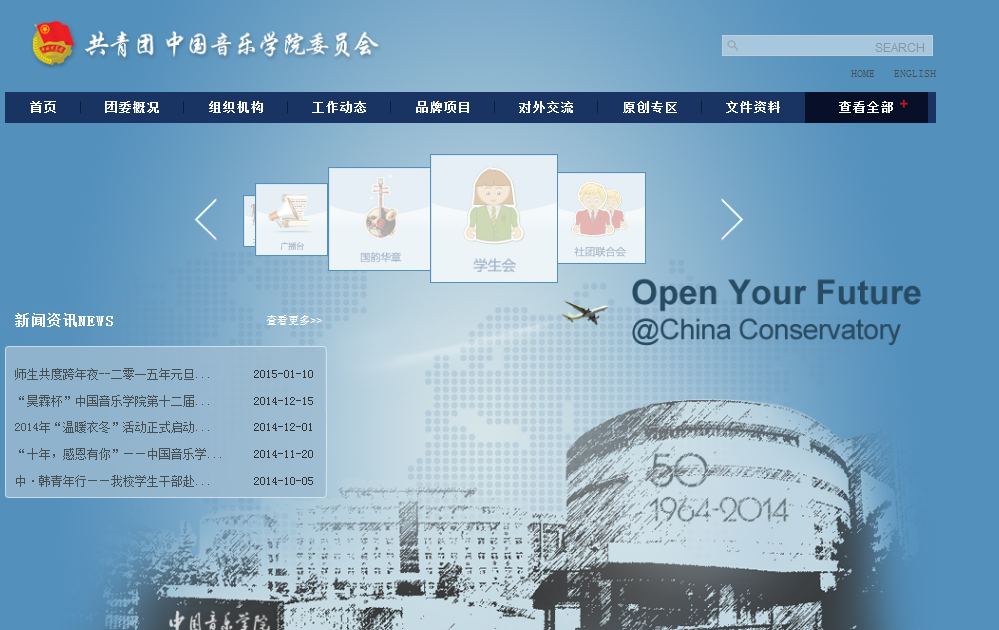 共青团 中国音乐学院委员会
SEARCH
HOME ENGLISH
首页 团委概况 组织机构 工作动态 品牌项目 对外交流 原创专区 文件资料 查看全部 +
广播台
国韵华章
学生会
社团联合会
Open Your Future
@China Conservatory
新闻资讯NEWS 查看更多>>
师生共度跨年夜--二零一五年元旦... 2015-01-10
“昊霖杯”中国音乐学院第十二届... 2014-12-15
2014年“温暖衣冬”活动正式启动... 2014-12-01
“十年，感恩有你”——中国音乐学... 2014-11-20
中·韩青年行——我校学生干部赴... 2014-10-05
50
1964-2014
中国音乐学院